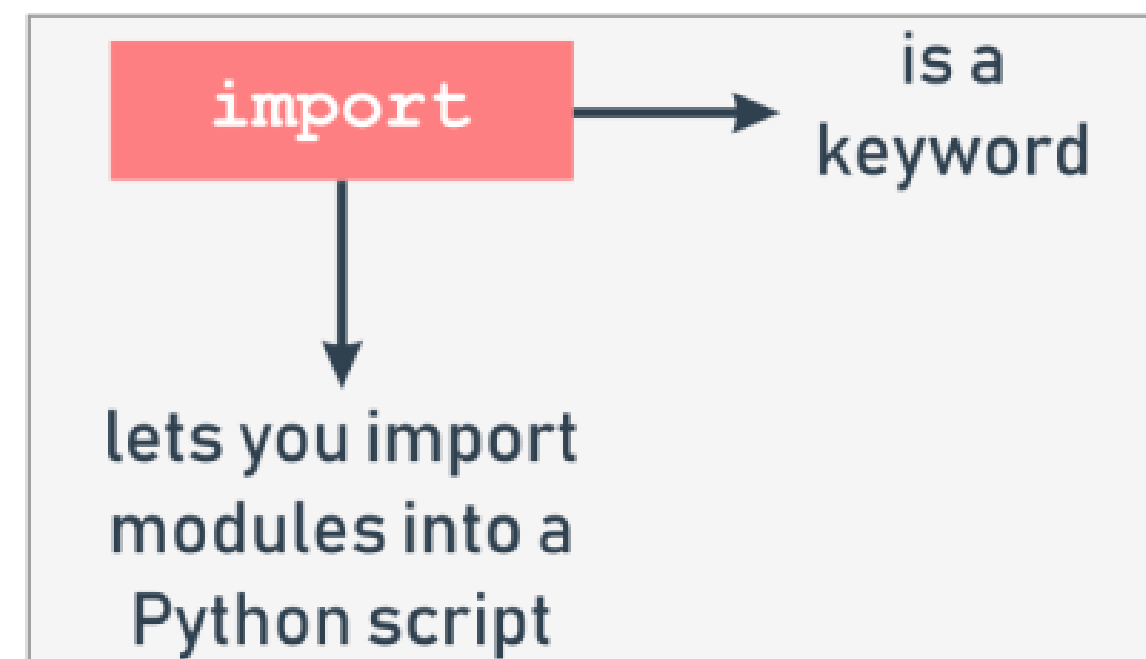 import
is a
keyword
lets you import
modules into a
Python script